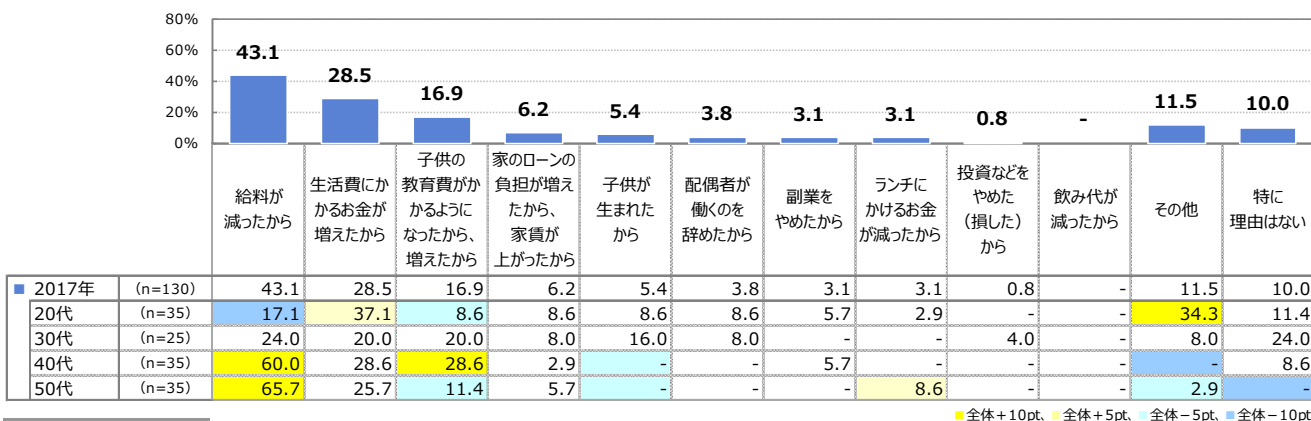 80%
60%
40%
20%
0%
43.1
28.5
16.9
6.2
5.4
3.8
3.1
3.1
0.8
-
11.5
10.0
給料が
減ったから
生活費にか
かるお金が
増えたから
子供の
教育費がか
かるように
なったから、
増えたから
家のローンの
負担が増え
たから、
家賃が
上がったから
子供が
生まれた
から
配偶者が
働くのを
辞めたから
副業を
やめたから
ランチに
かけるお金
が減ったから
投資などを
やめた
（損した）
から
飲み代が
減ったから
その他
特に
理由はない
■ 2017年 (n=130) 43.1 28.5 16.9 6.2 5.4 3.8 3.1 3.1 0.8 - 11.5 10.0
20代 (n=35) 17.1 37.1 8.6 8.6 8.6 8.6 5.7 2.9 - - 34.3 11.4
30代 (n=25) 24.0 20.0 20.0 8.0 16.0 8.0 - - 4.0 - 8.0 24.0
40代 (n=35) 60.0 28.6 28.6 2.9 - - 5.7 - - - - 8.6
50代 (n=35) 65.7 25.7 11.4 5.7 - - - 8.6 - - 2.9 -
■全体＋10pt、■全体＋5pt、■全体－5pt、■全体－10pt